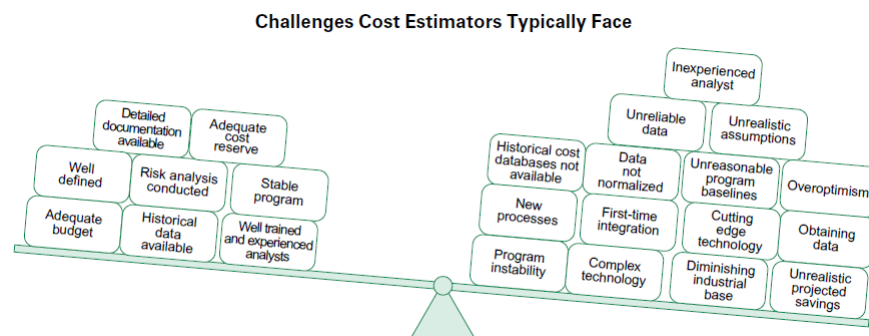 Challenges Cost Estimators Typically Face
Detailed
documentation
available
Adequate
cost
reserve
Well
defined
Risk analysis
conducted
Stable
program
Adequate
budget
Historical
data
available
Well trained
and experienced
analysts
Inexperienced
analyst
Unreliable
data
Unrealistic
assumptions
Historical cost
databases not
available
Data
not
normalized
Unreasonable
program
baselines
Overoptimism
New
processes
First-time
integration
Cutting
edge
technology
Obtaining
data
Program
instability
Complex
technology
Diminishing
industrial
base
Unrealistic
projected
savings